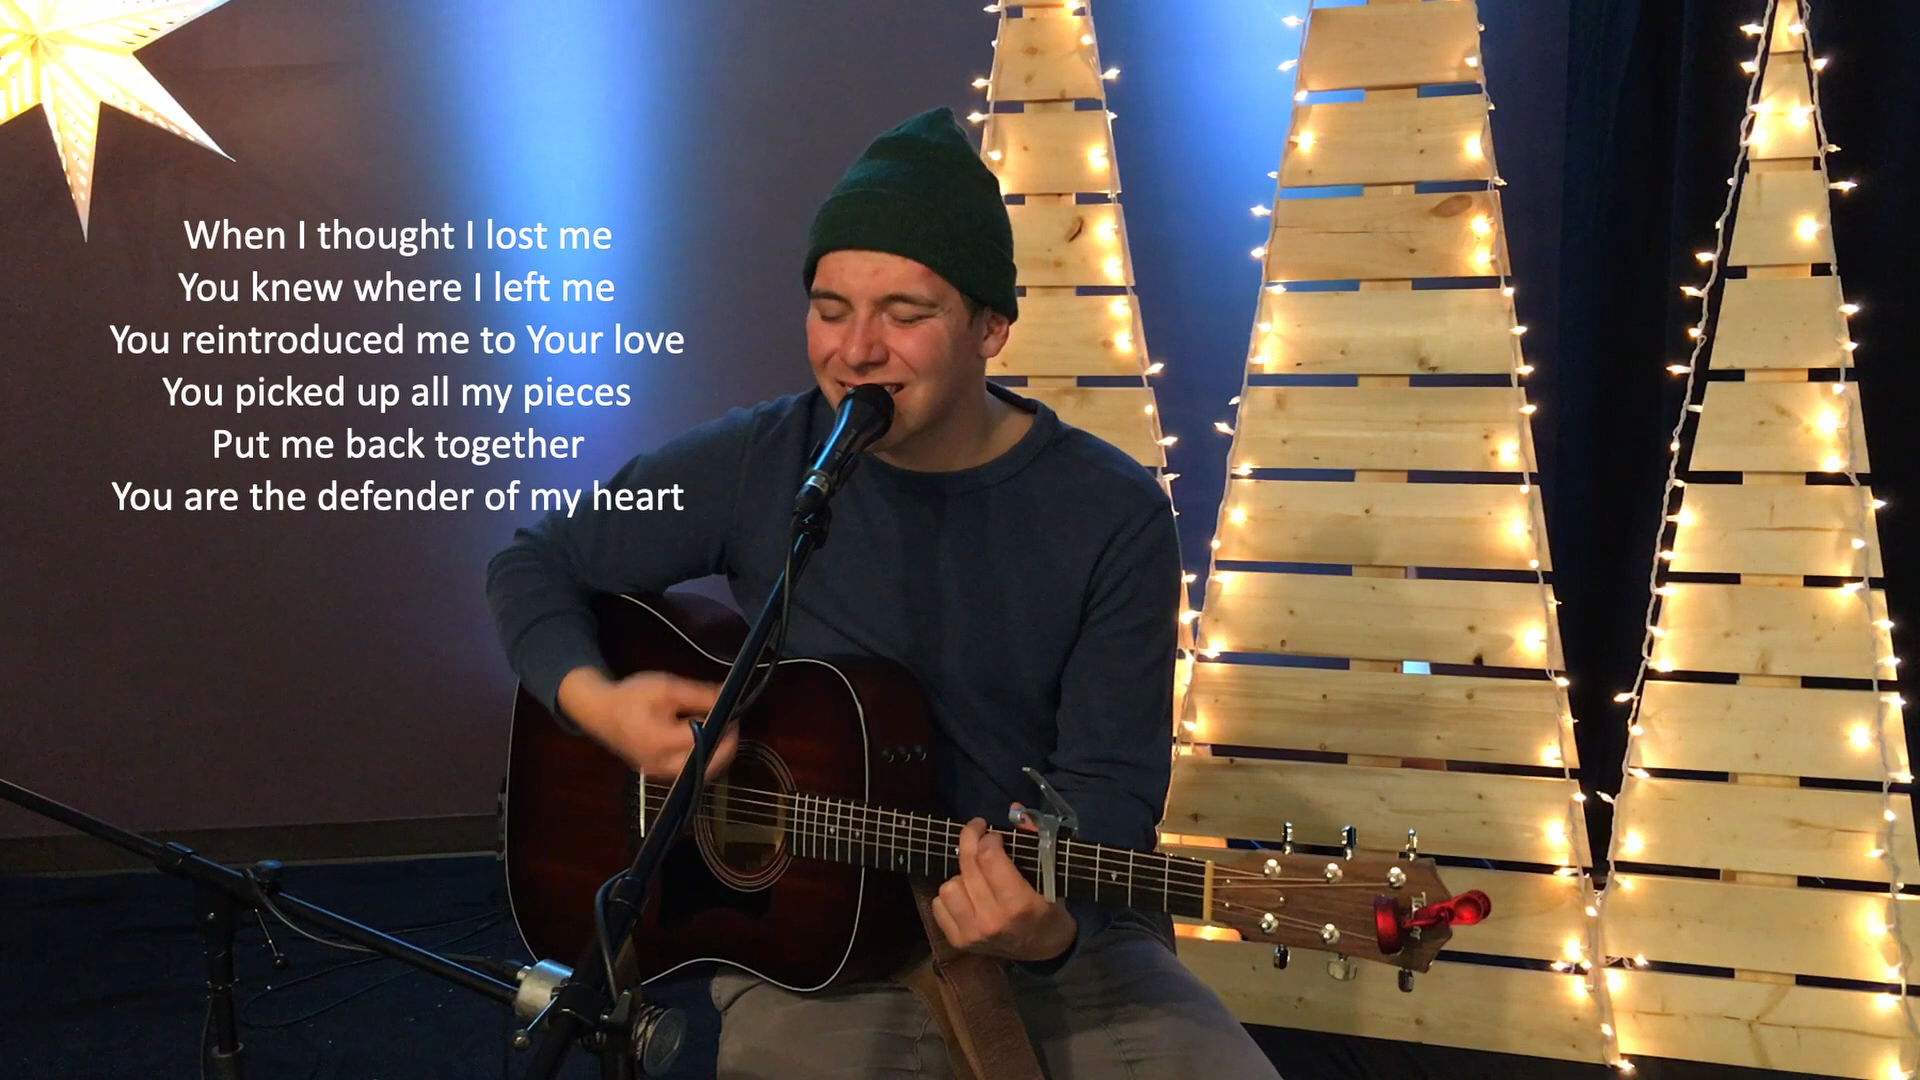 When I thought I lost me
You knew where I left me
You reintroduced me to Your love
You picked up all my pieces
Put me back together
You are the defender of my heart